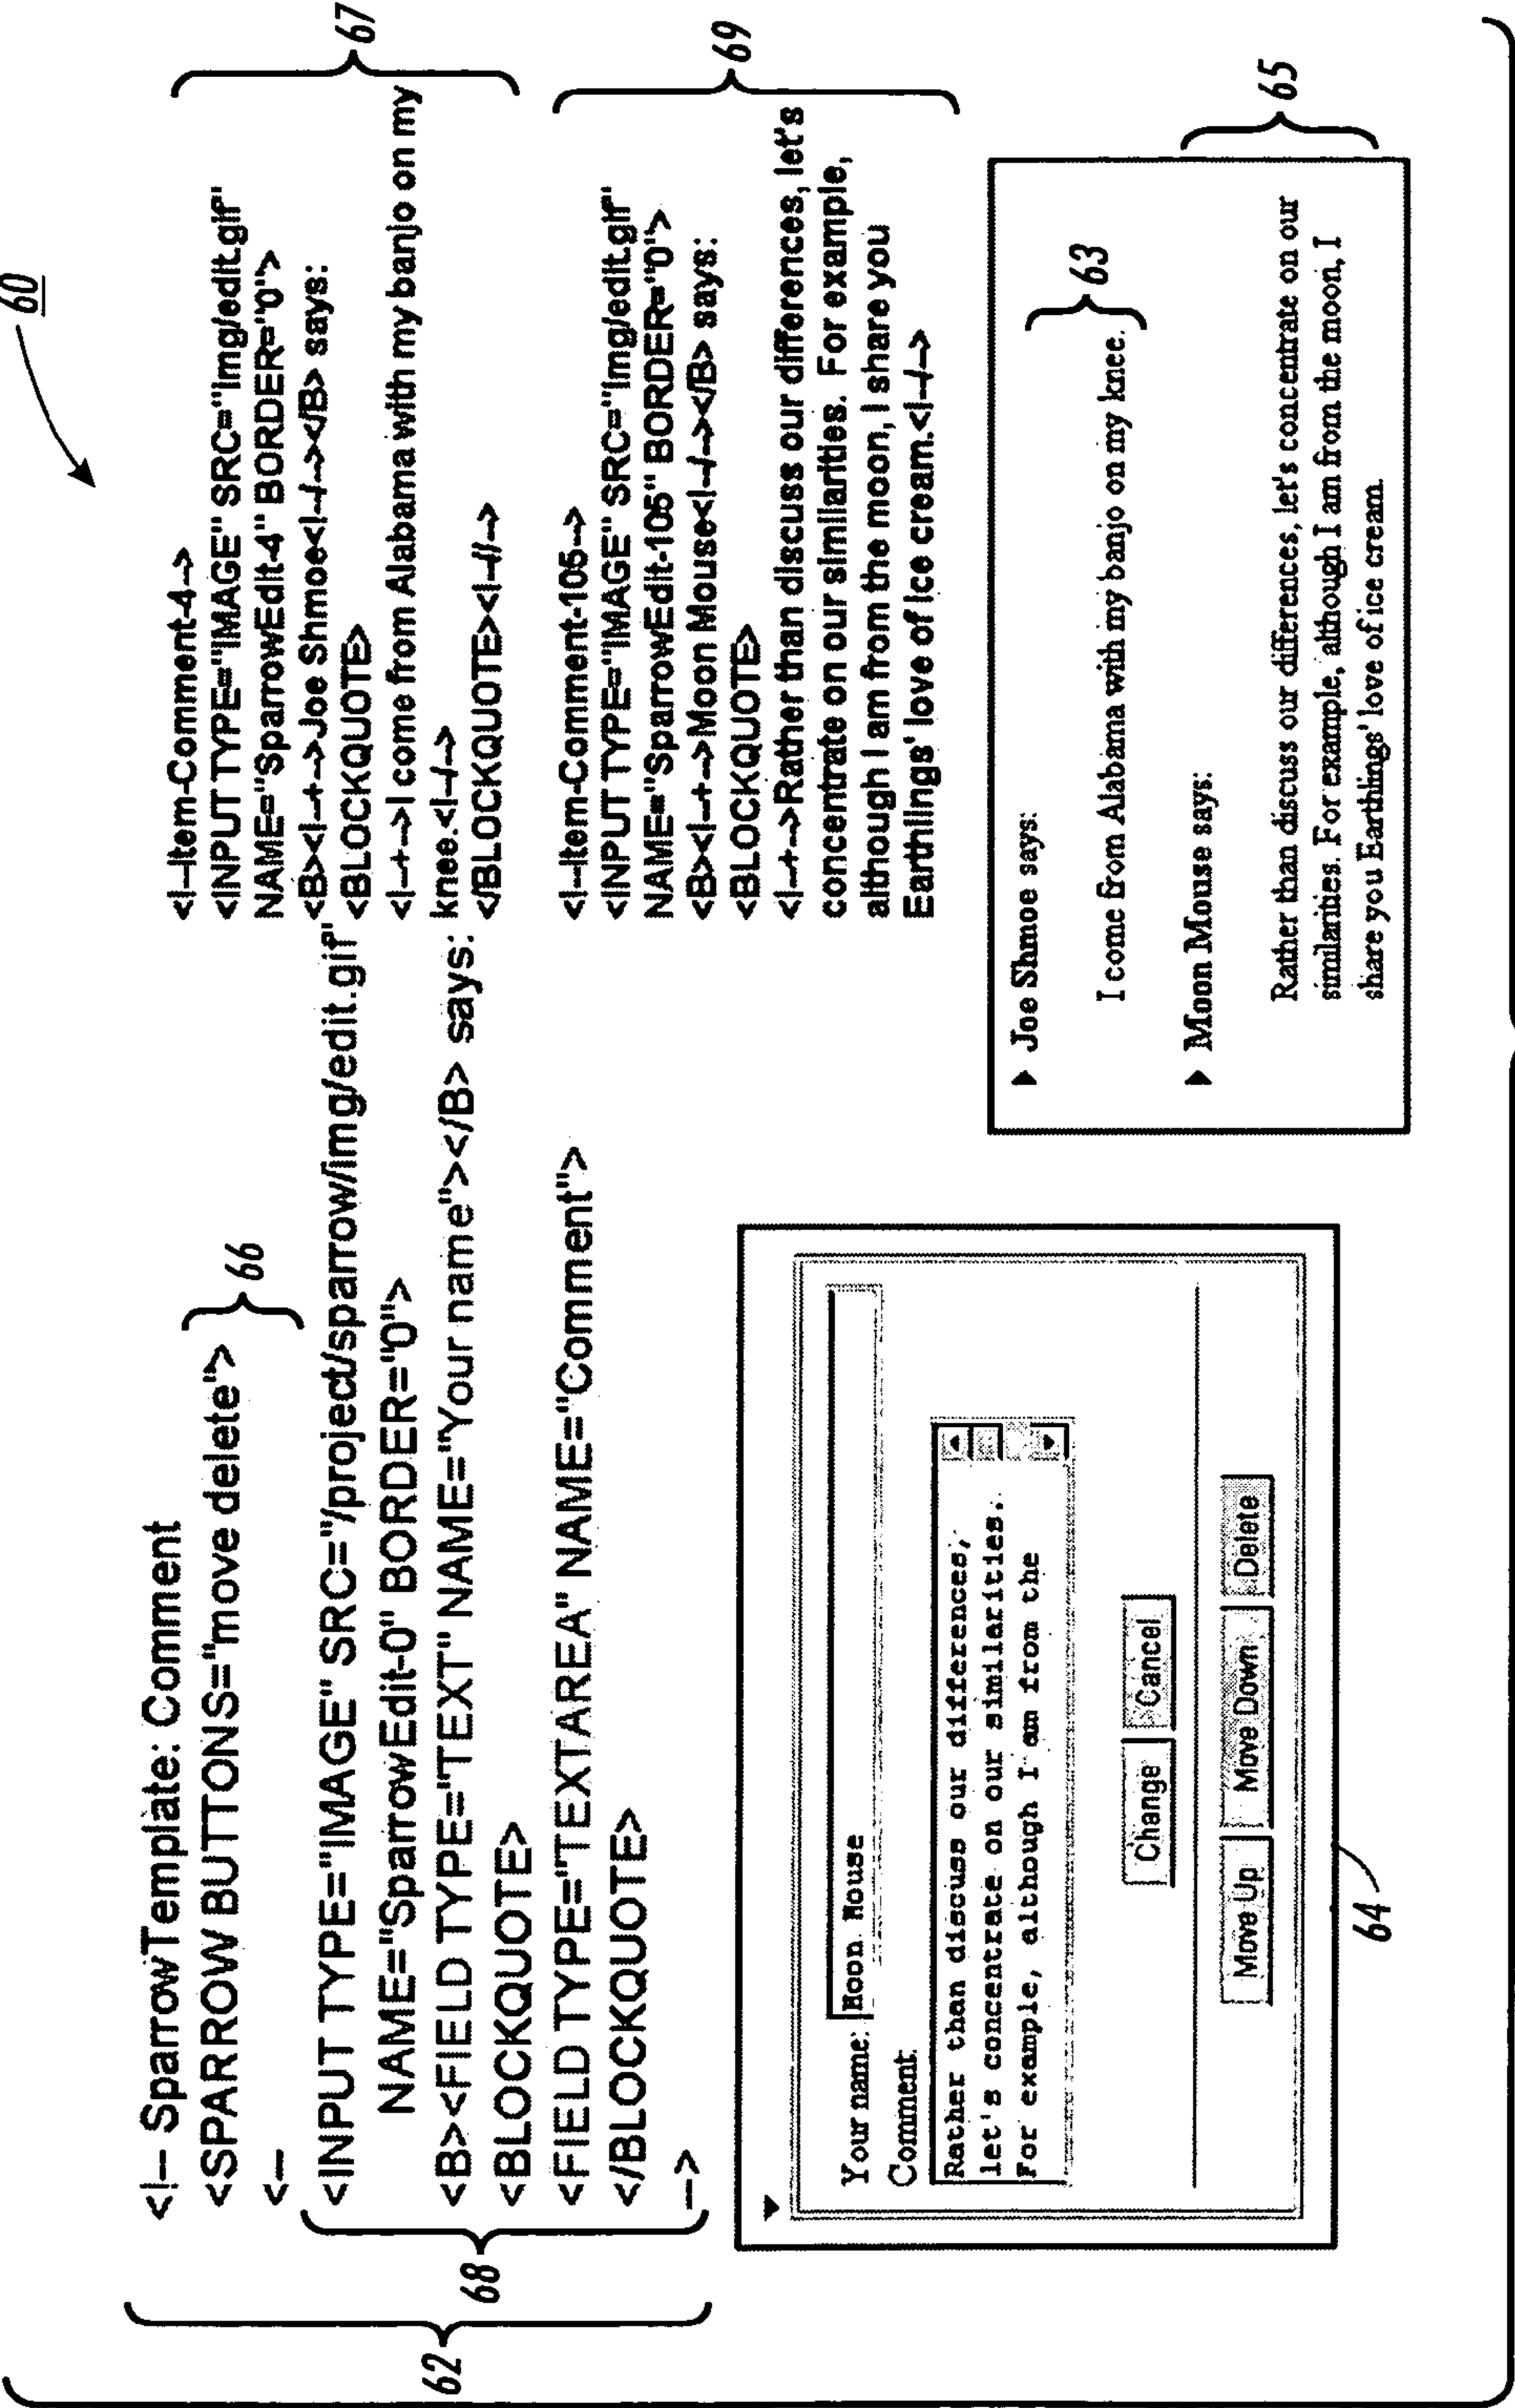 60
<!-- SparrowTemplate: Comment
<SPARROW BUTTONS="move delete">
<--
66
<INPUT TYPE="IMAGE" SRC="/project/sparrow/img/edit.gif"
NAME="SparrowEdit-0" BORDER="0">
<B><FIELD TYPE="TEXT" NAME="Your name"></B> says:
<BLOCKQUOTE>
<FIELD TYPE="TEXTAREA" NAME="Comment">
</BLOCKQUOTE>
-->
62
68
<!--Item-Comment-4-->
<INPUT TYPE="IMAGE" SRC="img/edit.gif"
NAME="SparrowEdit-4" BORDER="0">
<B><!--+-->Joe Shmoe<!--/--></B> says:
<BLOCKQUOTE>
<!--+-->I come from Alabama with my banjo on my
knee.<!--/-->
</BLOCKQUOTE><!--//-->
67
<!--Item-Comment-105-->
<INPUT TYPE="IMAGE" SRC="img/edit.gif"
NAME="SparrowEdit-105" BORDER="0">
<B><!--+-->Moon Mouse<!--/--></B> says:
<BLOCKQUOTE>
<!--+-->Rather than discuss our differences, let's
concentrate on our similarities. For example,
although I am from the moon, I share you
Earthlings' love of ice cream.<!--/-->
69
Your name: Moon Mouse
Comment:
Rather than discuss our differences,
let's concentrate on our similarities.
For example, although I am from the
Change Cancel
Move Up Move Down Delete
64
Joe Shmoe says:
I come from Alabama with my banjo on my knee.
63
Moon Mouse says:
Rather than discuss our differences, let's concentrate on our
similarities. For example, although I am from the moon, I
share you Earthlings' love of ice cream.
65